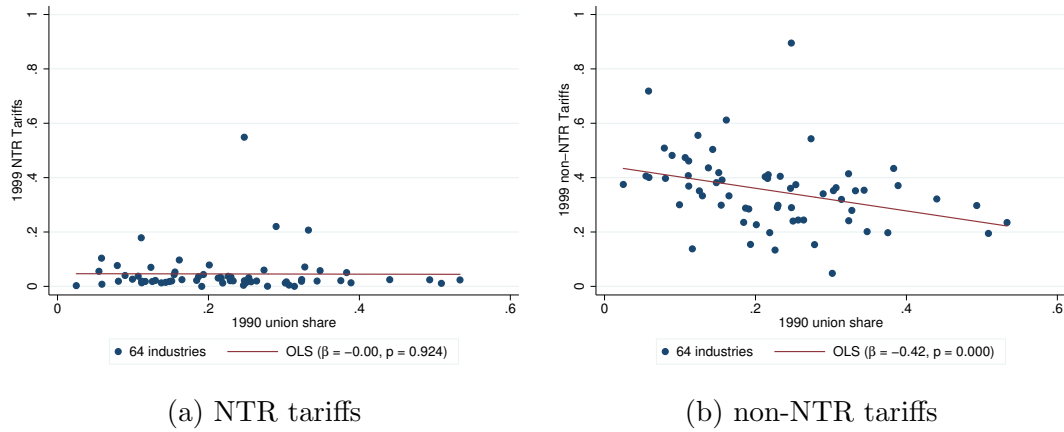 1
.8
.6
.4
.2
0
1999 NTR Tariffs
0 .2 .4 .6
1990 union share
64 industries OLS (β = −0.00, p = 0.924)
(a) NTR tariffs
1
.8
.6
.4
.2
0
1999 non−NTR Tariffs
0 .2 .4 .6
1990 union share
64 industries OLS (β = −0.42, p = 0.000)
(b) non-NTR tariffs